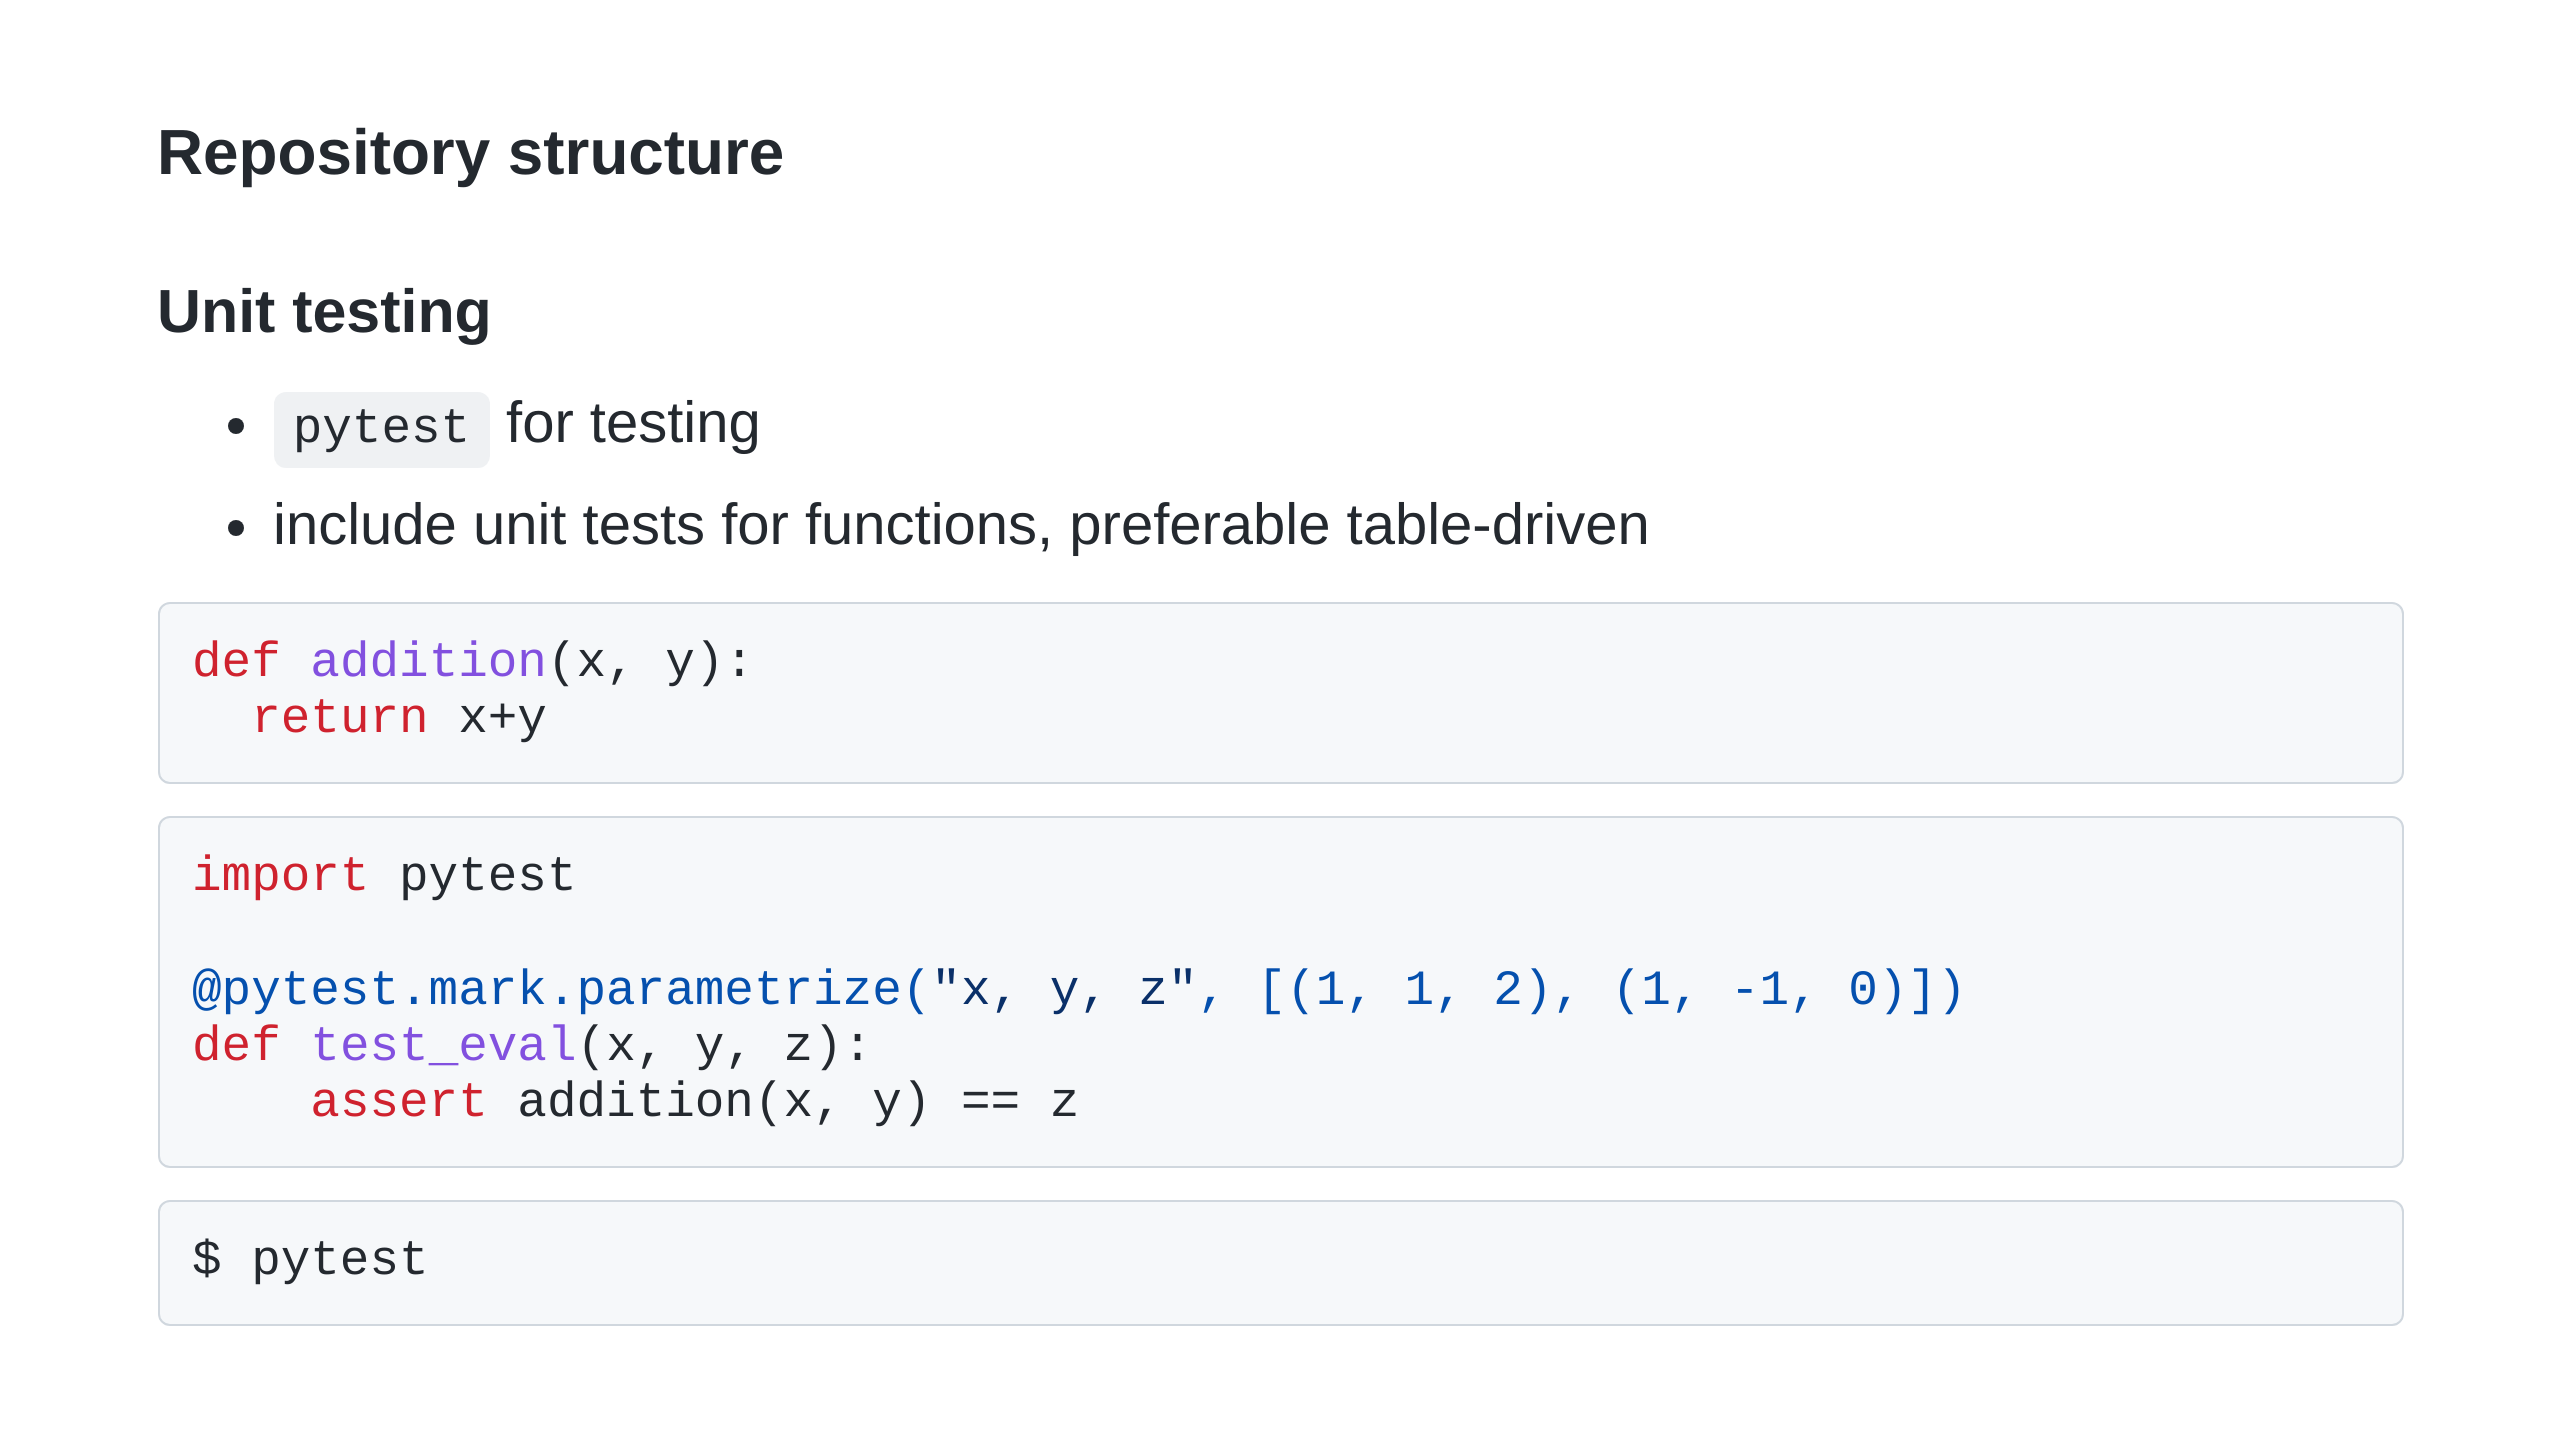 Repository structure
Unit testing
pytest for testing
include unit tests for functions, preferable table-driven
def addition(x, y):
  return x+y
import pytest
@pytest.mark.parametrize("x, y, z", [(1, 1, 2), (1, -1, 0)])
def test_eval(x, y, z):
    assert addition(x, y) == z
$ pytest